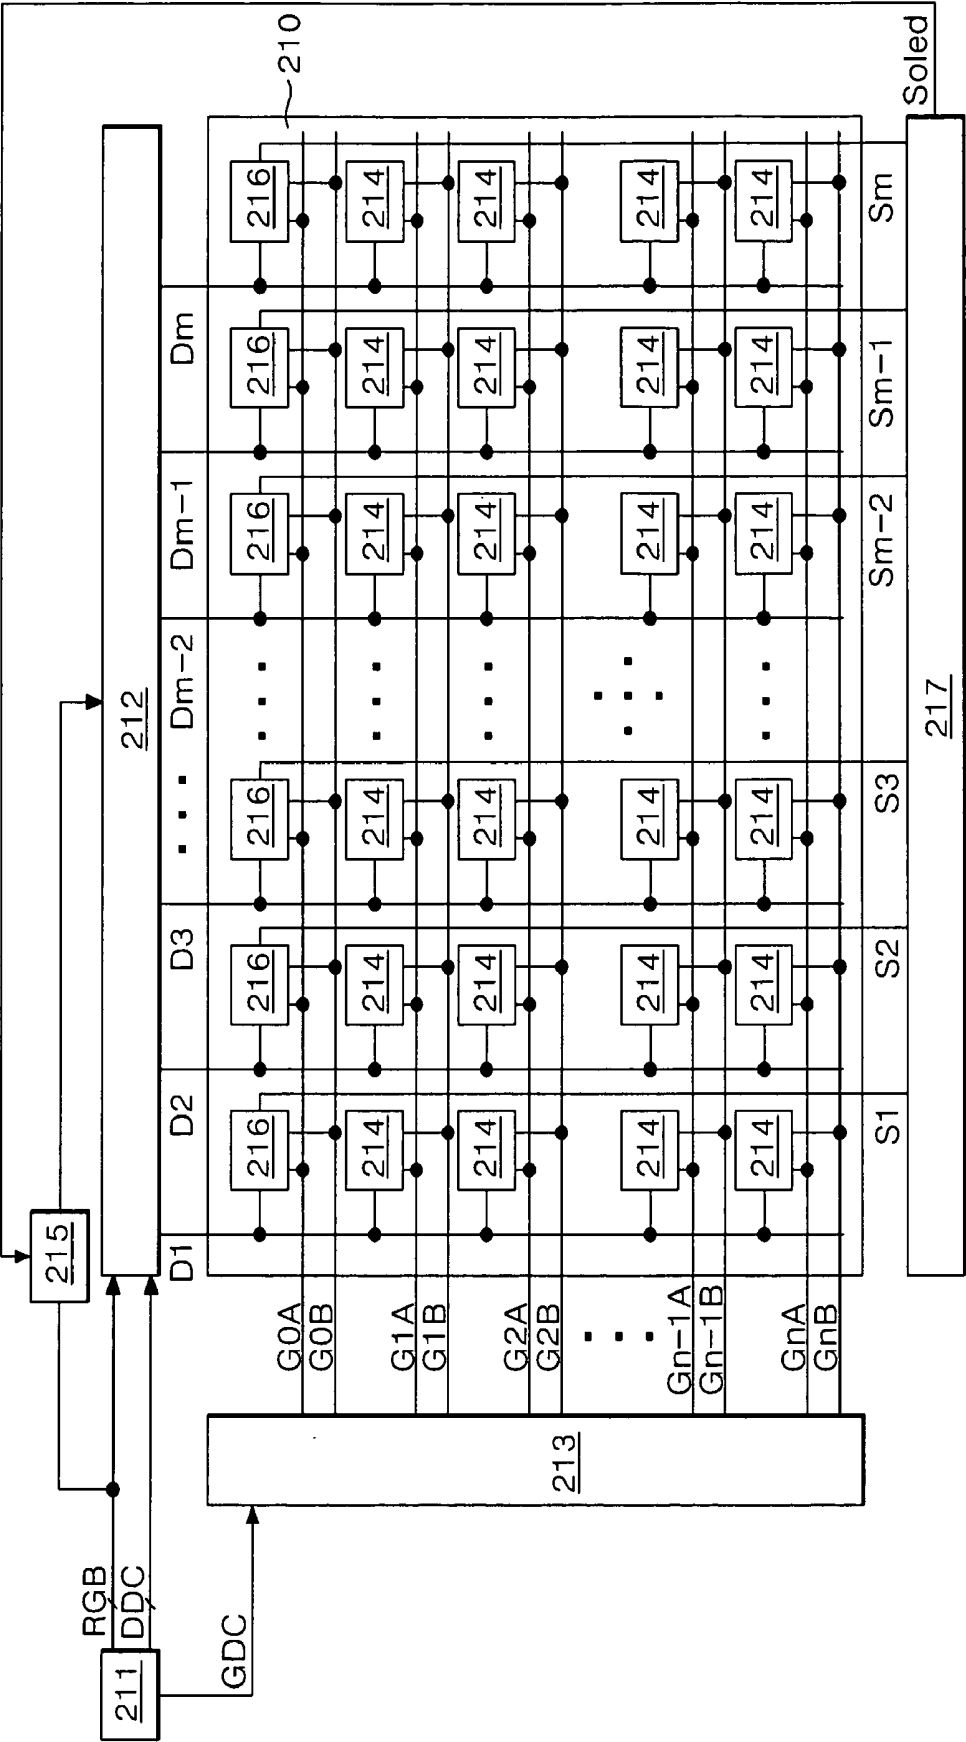 211
RGB
DDC
GDC
215
212
213
210
217
Soled
D1 D2 D3 Dm-2 Dm-1 Dm
G0A
G0B
G1A
G1B
G2A
G2B
Gn-1A
Gn-1B
GnA
GnB
216 216 216 216 216 216
214 214 214 214 214 214
214 214 214 214 214 214
214 214 214 214 214 214
214 214 214 214 214 214
S1 S2 S3 Sm-2 Sm-1 Sm